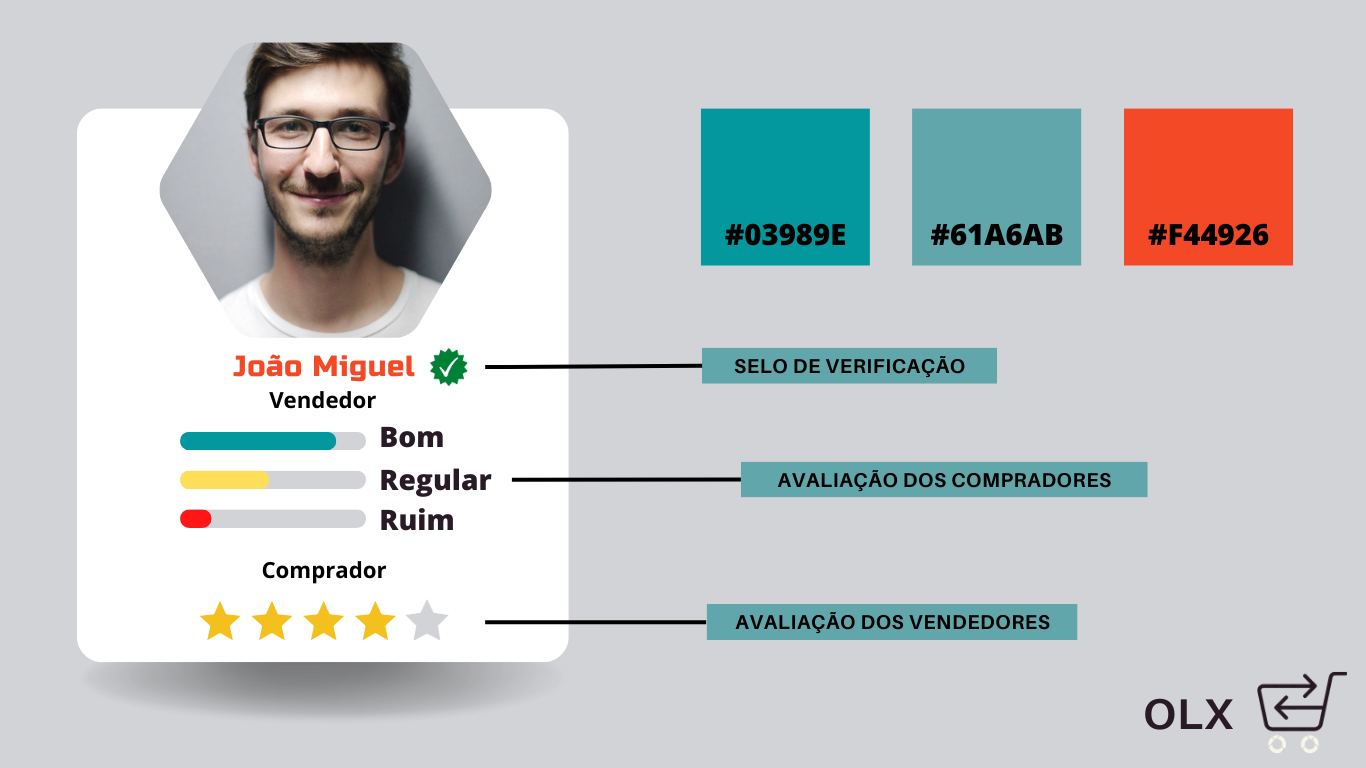 João Miguel
Vendedor
Bom
Regular
Ruim
Comprador
#03989E
#61A6AB
#F44926
SELO DE VERIFICAÇÃO
AVALIAÇÃO DOS COMPRADORES
AVALIAÇÃO DOS VENDEDORES
OLX